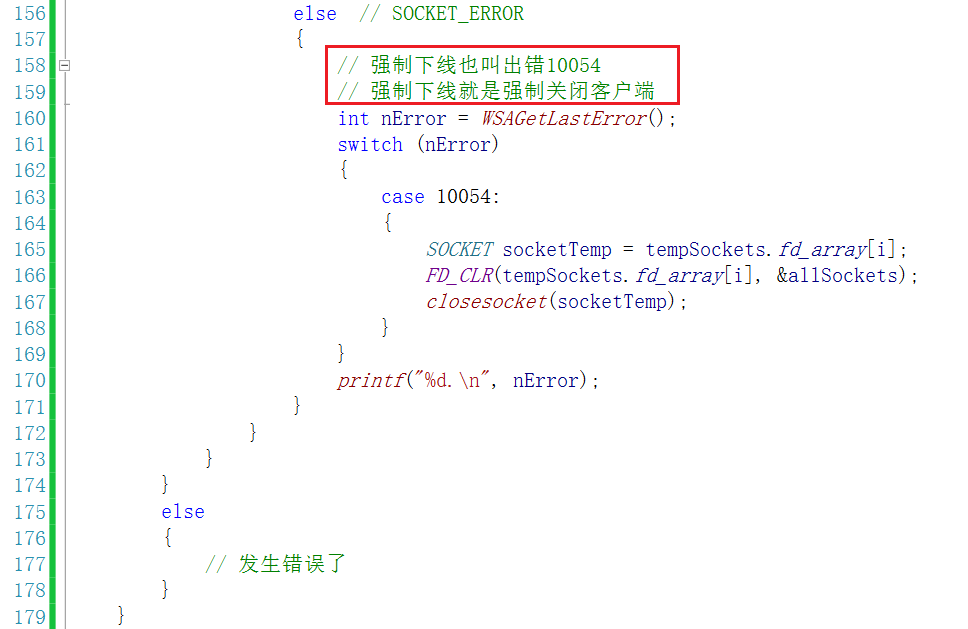 156 else // SOCKET_ERROR
157 {
158 // 强制下线也叫出错10054
159 // 强制下线就是强制关闭客户端
160 int nError = WSAGetLastError();
161 switch (nError)
162 {
163 case 10054:
164 {
165 SOCKET socketTemp = tempSockets.fd_array[i];
166 FD_CLR(tempSockets.fd_array[i], &allSockets);
167 closesocket(socketTemp);
168 }
169 }
170 printf("%d.\n", nError);
171 }
172 }
173 }
174 }
175 else
176 {
177 // 发生错误了
178 }
179 }